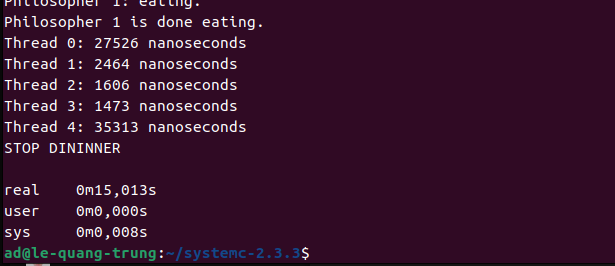 Philosopher 1: eating.
Philosopher 1 is done eating.
Thread 0: 27526 nanoseconds
Thread 1: 2464 nanoseconds
Thread 2: 1606 nanoseconds
Thread 3: 1473 nanoseconds
Thread 4: 35313 nanoseconds
STOP DININNER
real 0m15,013s
user 0m0,000s
sys 0m0,008s
ad@le-quang-trung:~/systemc-2.3.3$